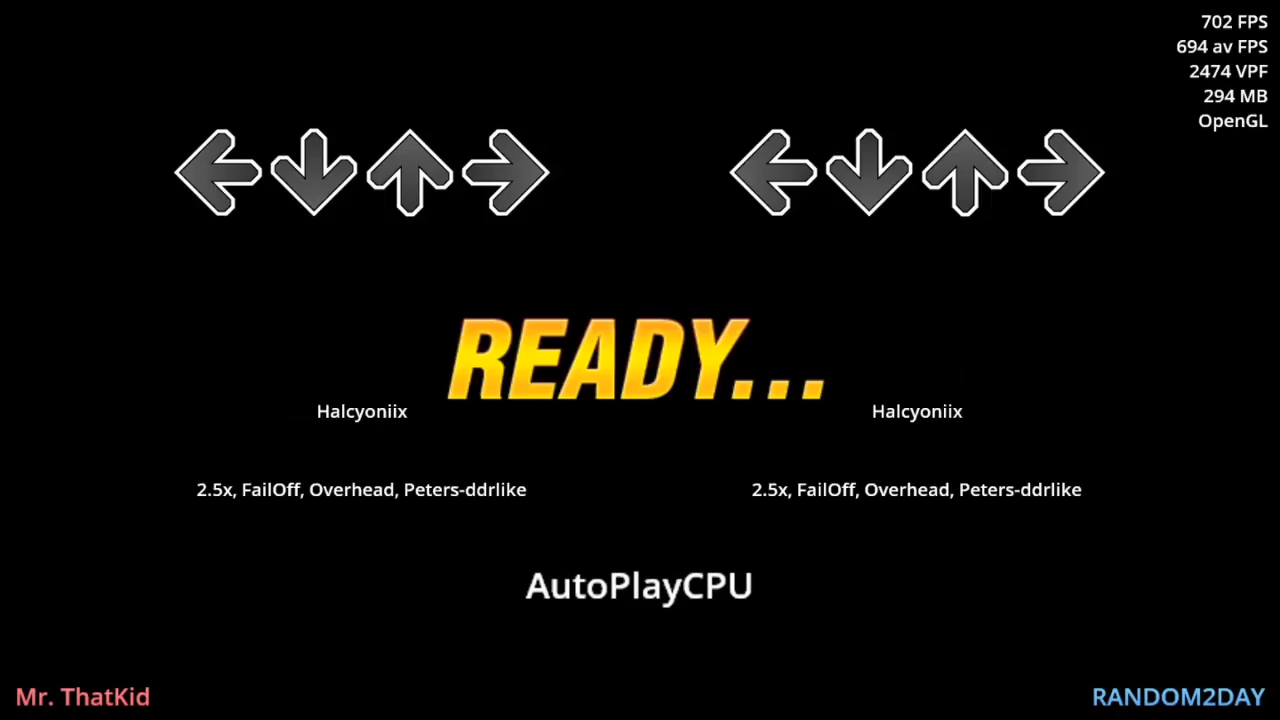 702 FPS
694 av FPS
2474 VPF
294 MB
OpenGL
READY...
Halcyoniix
Halcyoniix
2.5x, FailOff, Overhead, Peters-ddrlike
2.5x, FailOff, Overhead, Peters-ddrlike
AutoPlayCPU
Mr. ThatKid
RANDOM2DAY